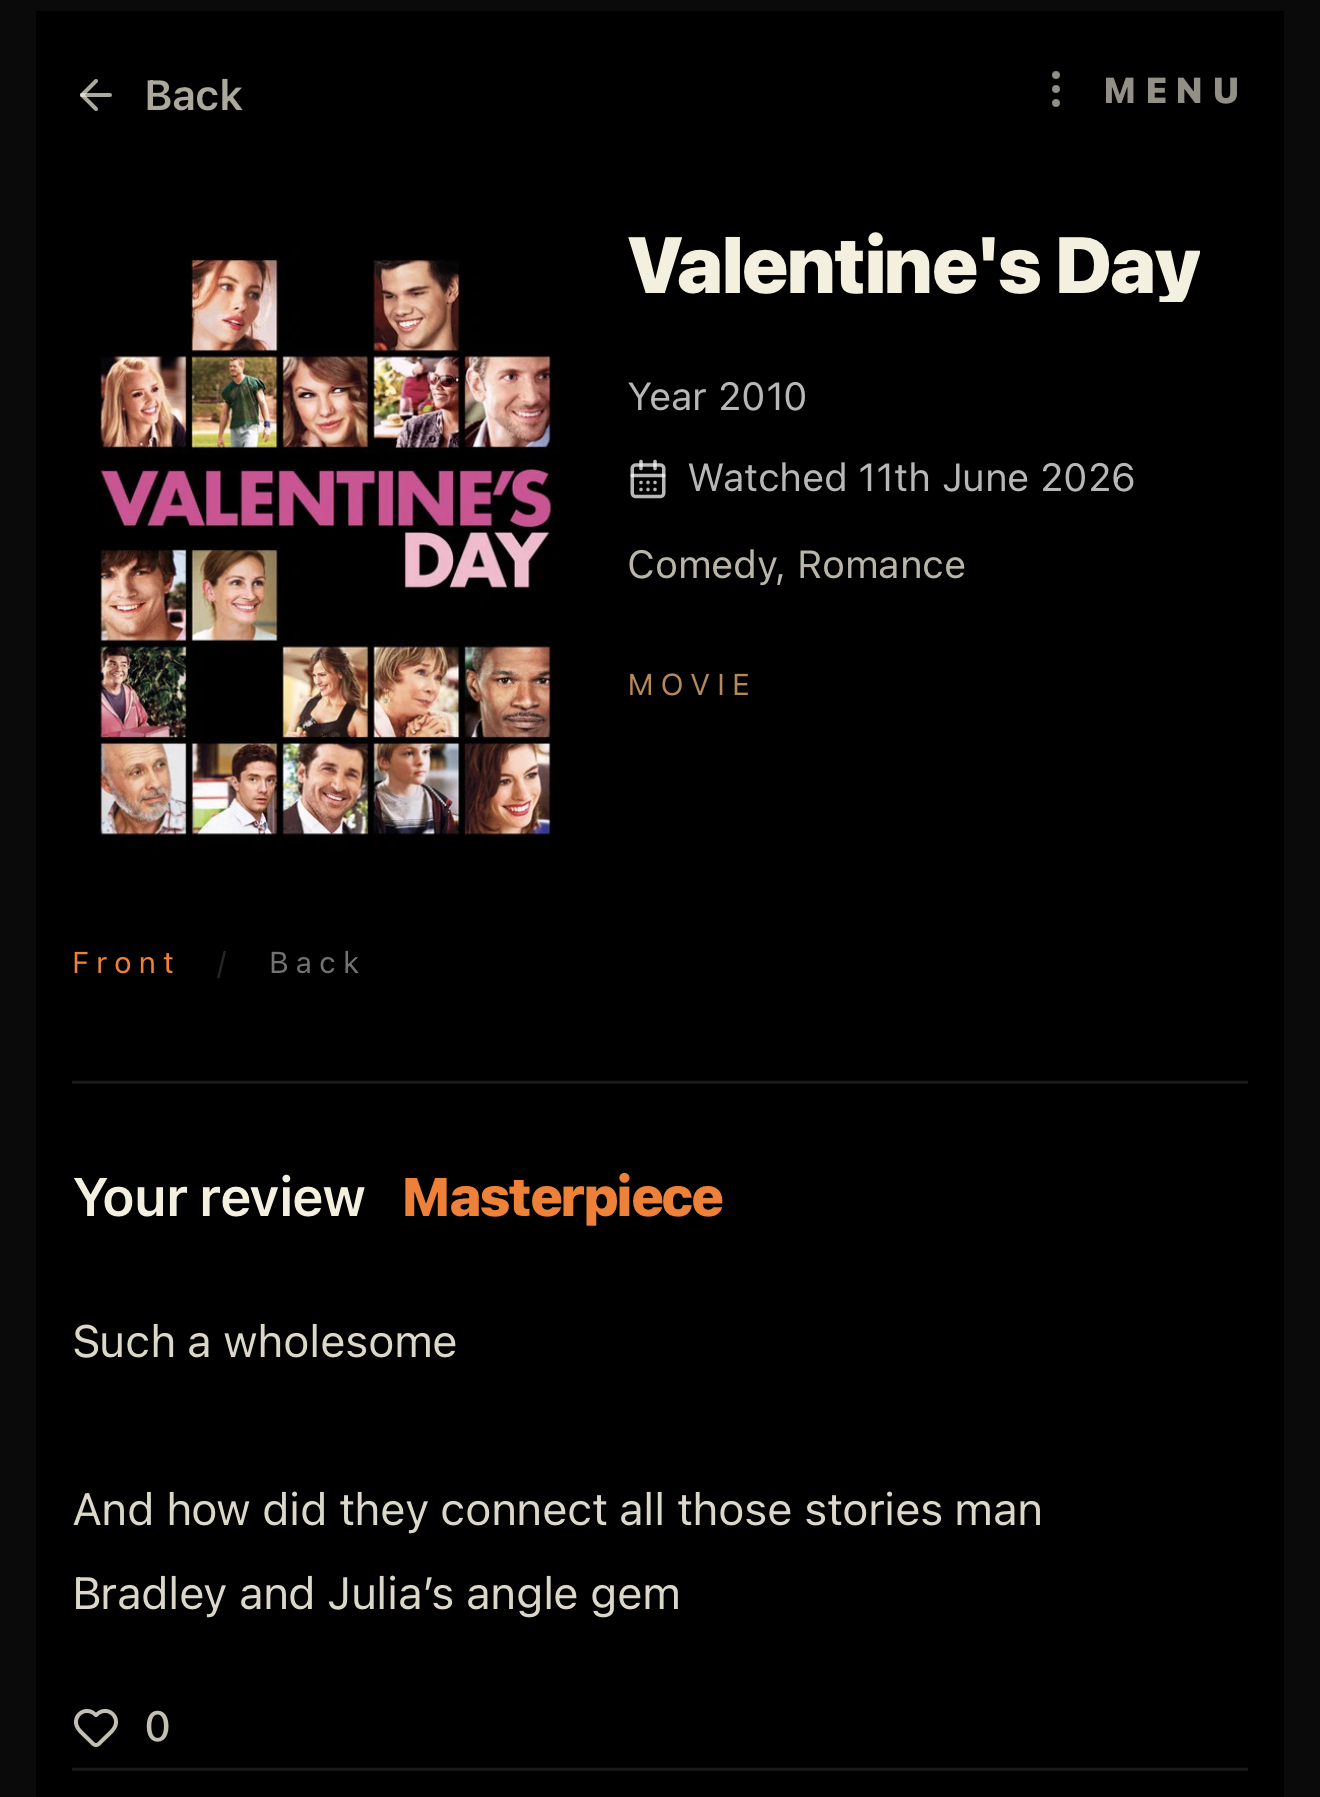 Back
MENU
Valentine's Day
Year 2010
Watched 11th June 2026
Comedy, Romance
MOVIE
VALENTINE'S
DAY
Front / Back
Your review Masterpiece
Such a wholesome
And how did they connect all those stories man
Bradley and Julia’s angle gem
0